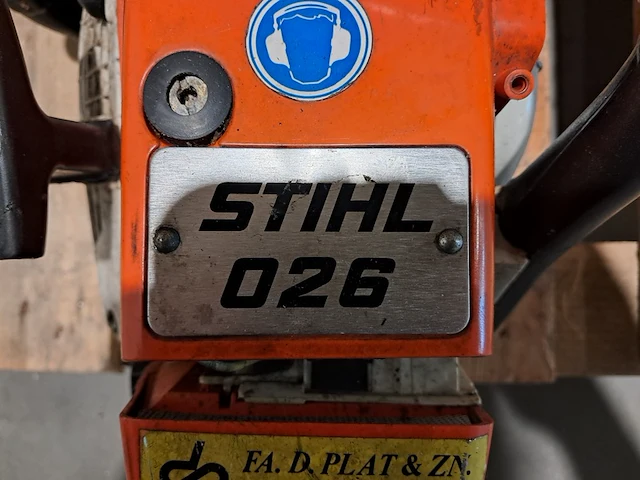 STIHL
026
FA. D. PLAT & ZN.